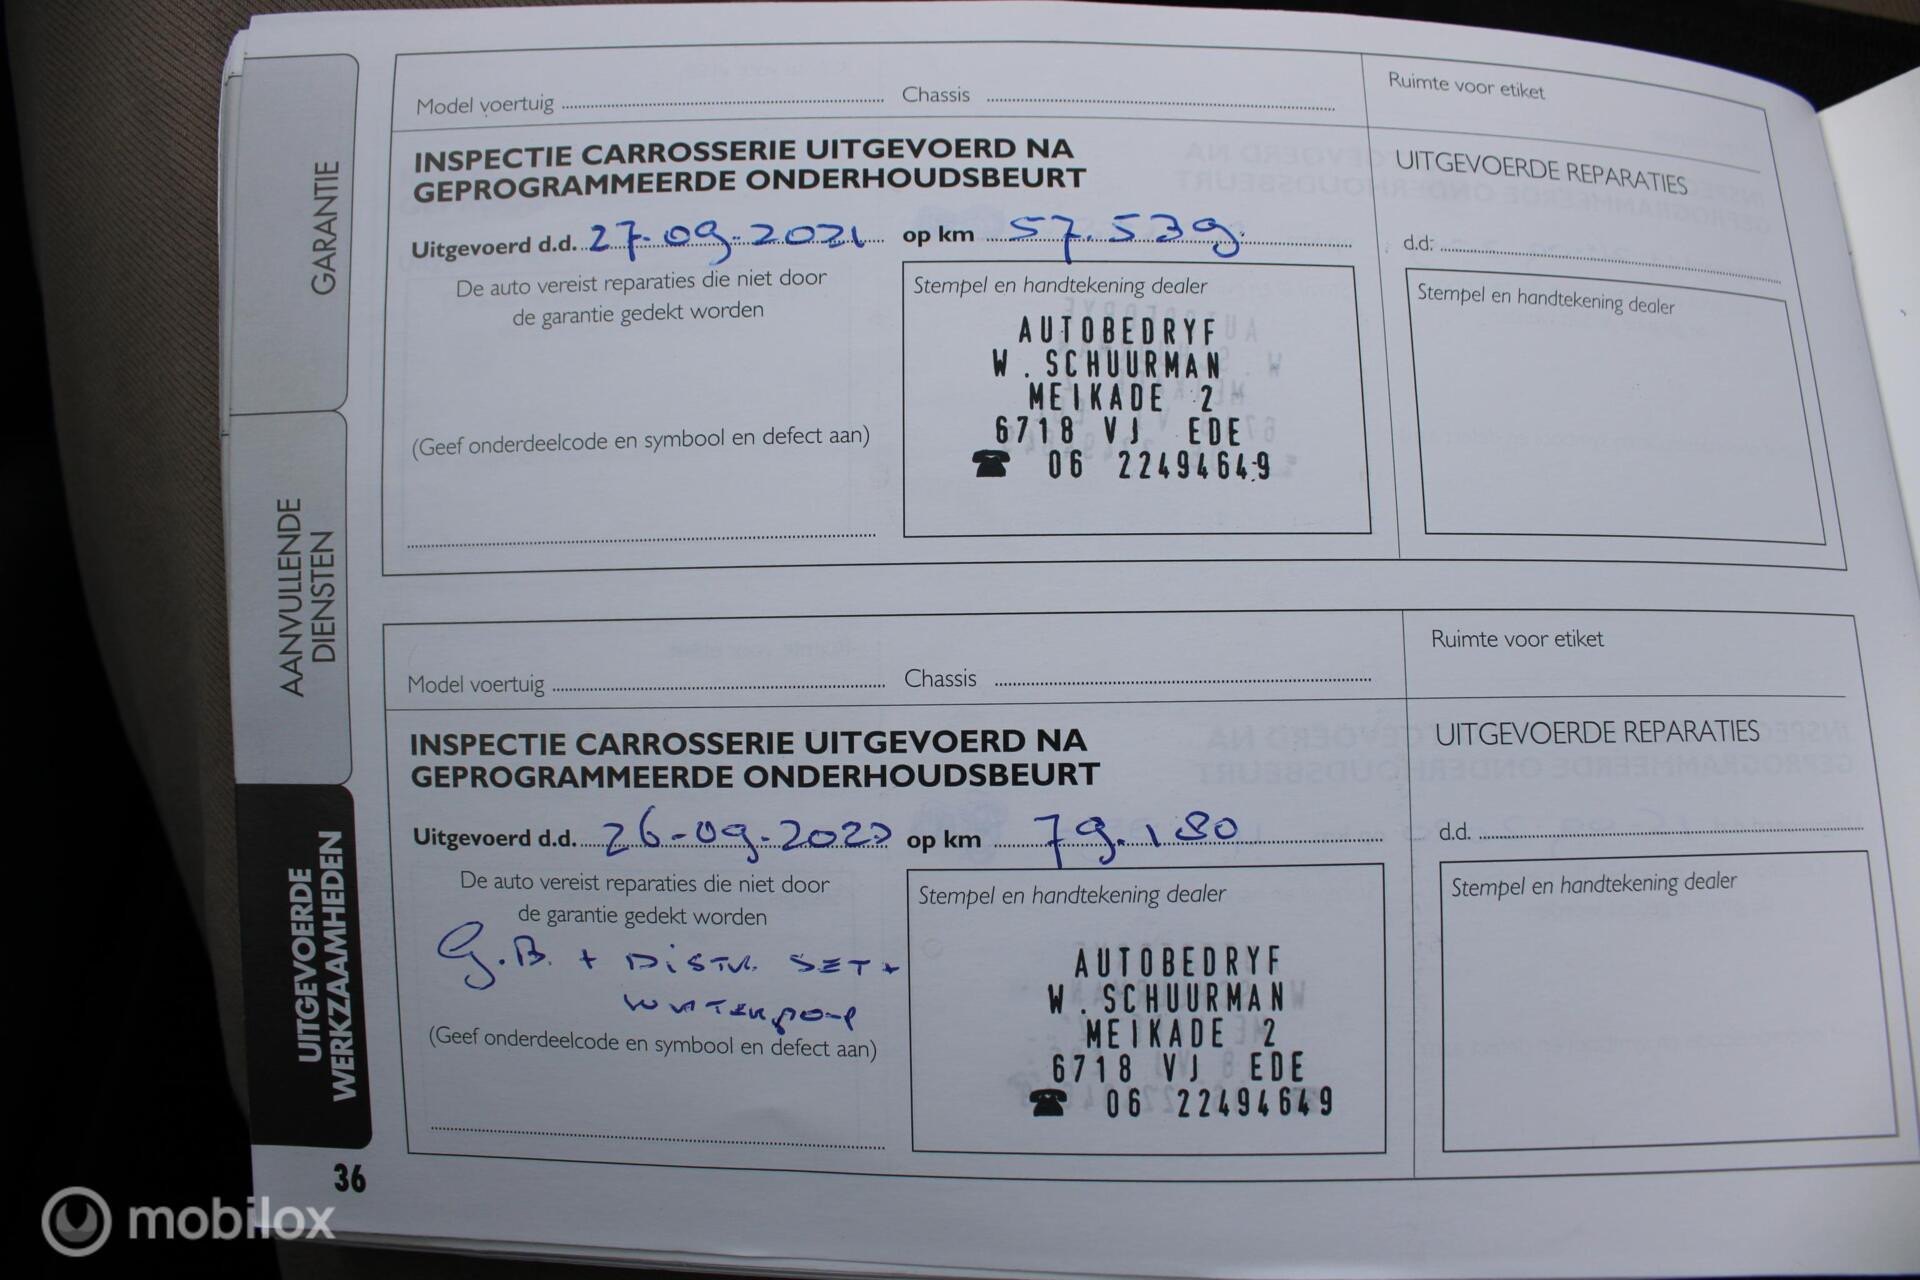 GARANTIE
AANVULLENDE
DIENSTEN
UITGEVOERDE
WERKZAAMHEDEN
Model voertuig
Chassis
Ruimte voor etiket
INSPECTIE CARROSSERIE UITGEVOERD NA
GEPROGRAMMEERDE ONDERHOUDSBEURT
UITGEVOERDE REPARATIES
Uitgevoerd d.d. 27-09-2021 op km 57.539
d.d.
De auto vereist reparaties die niet door
de garantie gedekt worden
(Geef onderdeelcode en symbool en defect aan)
Stempel en handtekening dealer
AUTOBEDRYF
W. SCHUURMAN
MEIKADE 2
6718 VJ EDE
☎ 06 22494649
Stempel en handtekening dealer
Model voertuig
Chassis
Ruimte voor etiket
INSPECTIE CARROSSERIE UITGEVOERD NA
GEPROGRAMMEERDE ONDERHOUDSBEURT
UITGEVOERDE REPARATIES
Uitgevoerd d.d. 26-09-202 op km 79.180
d.d.
De auto vereist reparaties die niet door
de garantie gedekt worden
G.B. + DISTR. SET +
WATERPOMP
(Geef onderdeelcode en symbool en defect aan)
Stempel en handtekening dealer
AUTOBEDRYF
W. SCHUURMAN
MEIKADE 2
6718 VJ EDE
☎ 06 22494649
Stempel en handtekening dealer
36
mobilox